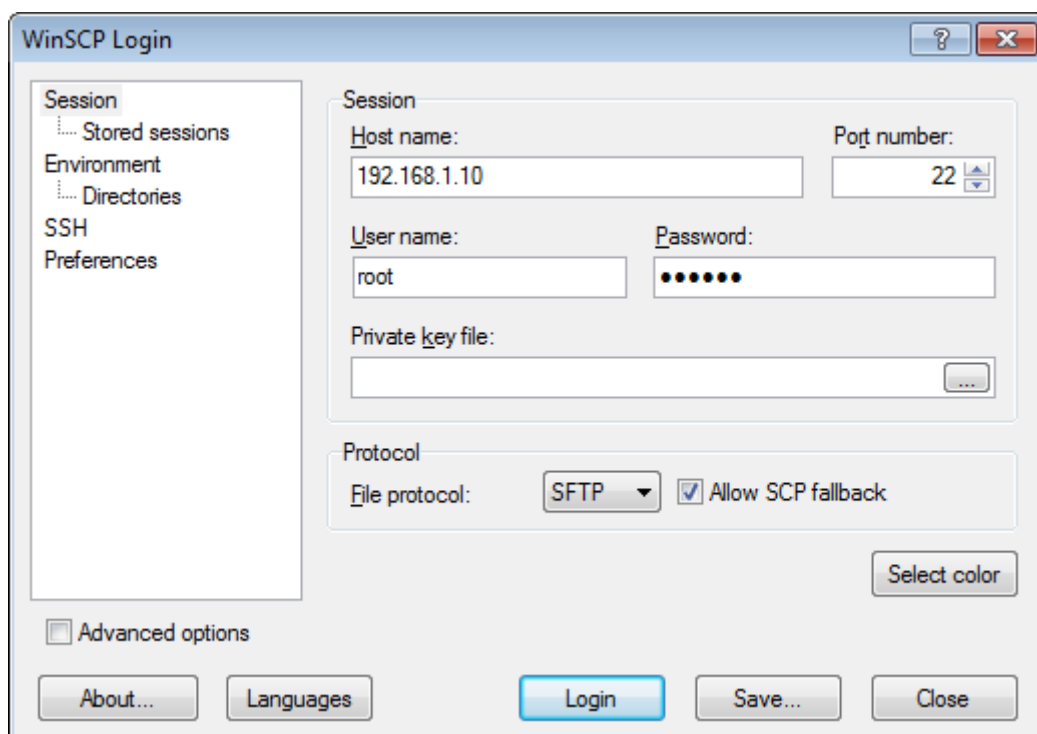 WinSCP Login
Session
Stored sessions
Environment
Directories
SSH
Preferences
Session
Host name:
Port number:
192.168.1.10
22
User name:
Password:
root
••••••
Private key file:
...
Protocol
File protocol:
SFTP
Allow SCP fallback
Select color
Advanced options
About...
Languages
Login
Save...
Close